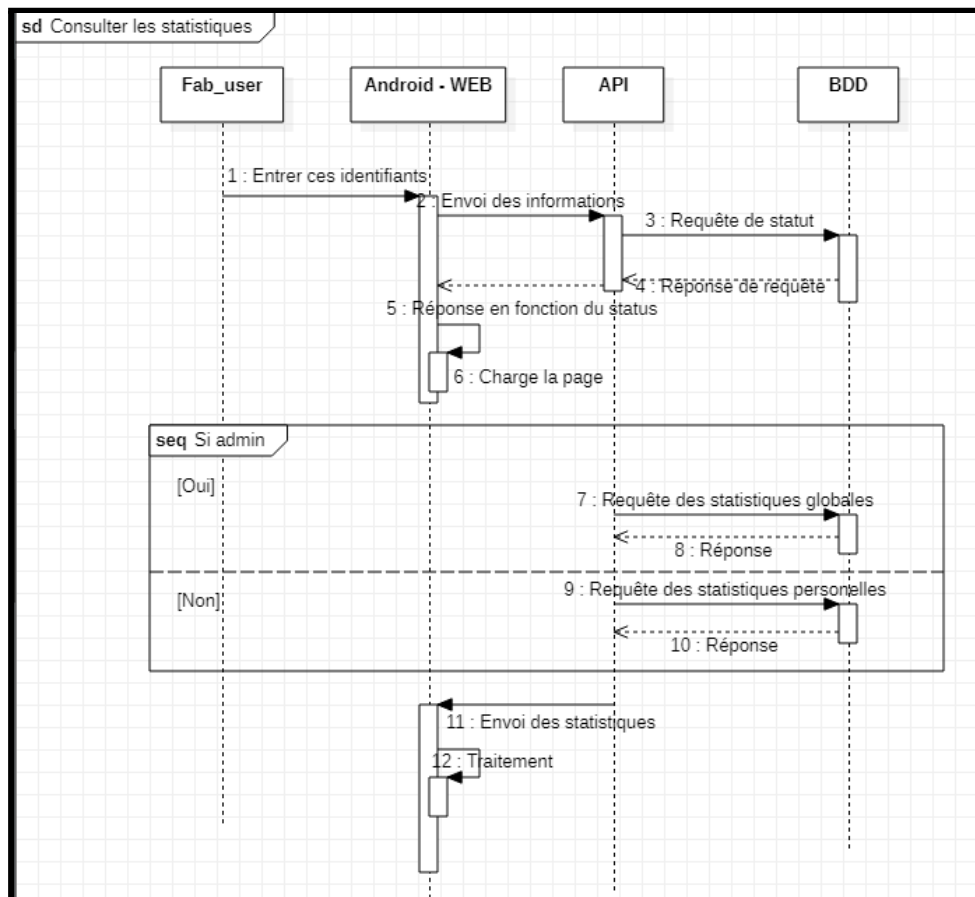 sd Consulter les statistiques
Fab_user
Android - WEB
API
BDD
1 : Entrer ces identifiants
2 : Envoi des informations
3 : Requête de statut
4 : Réponse de requête
5 : Réponse en fonction du status
6 : Charge la page
seq Si admin
[Oui]
7 : Requête des statistiques globales
8 : Réponse
[Non]
9 : Requête des statistiques personelles
10 : Réponse
11 : Envoi des statistiques
12 : Traitement